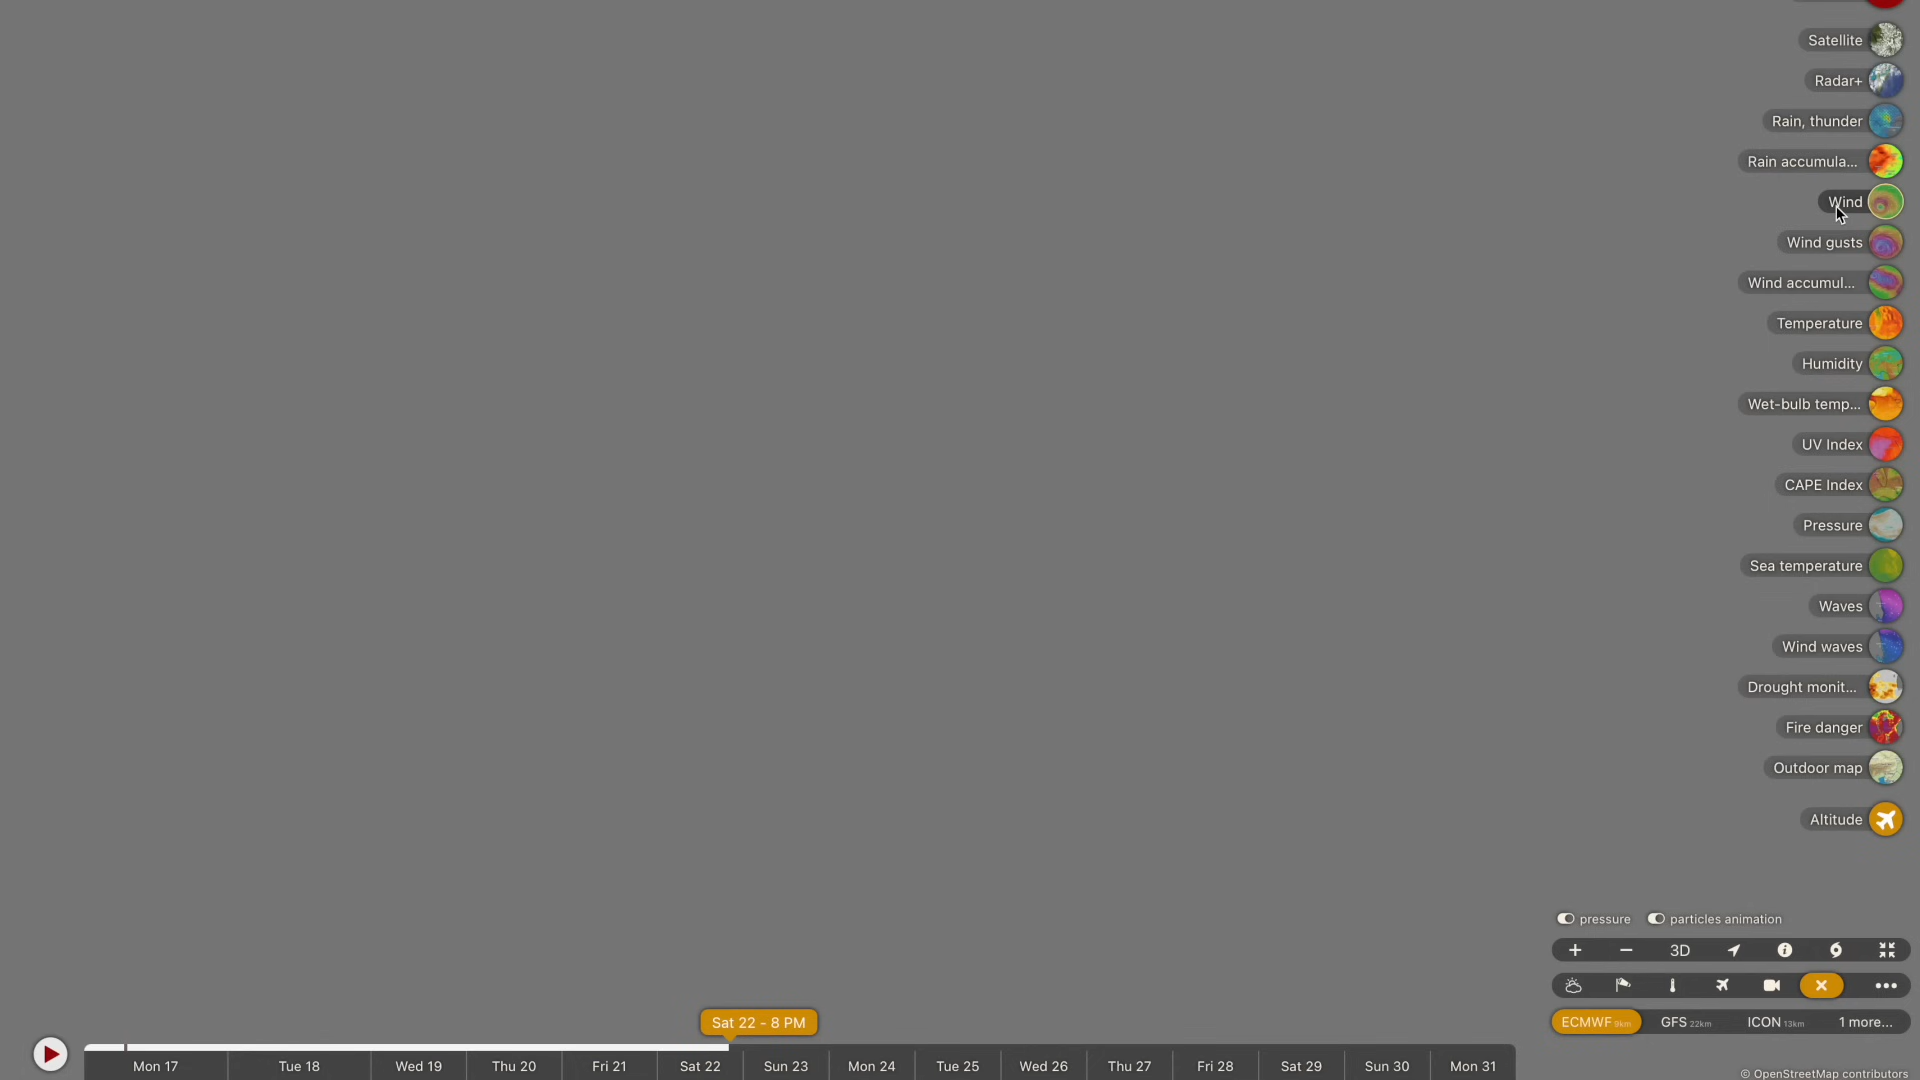 Satellite
Radar+
Rain, thunder
Rain accumula...
Wind
Wind gusts
Wind accumul...
Temperature
Humidity
Wet-bulb temp...
UV Index
CAPE Index
Pressure
Sea temperature
Waves
Wind waves
Drought monit...
Fire danger
Outdoor map
Altitude
pressure particles animation
3D
ECMWF 9km GFS 22km ICON 13km 1 more...
Sat 22 - 8 PM
Mon 17 Tue 18 Wed 19 Thu 20 Fri 21 Sat 22 Sun 23 Mon 24 Tue 25 Wed 26 Thu 27 Fri 28 Sat 29 Sun 30 Mon 31
© OpenStreetMap contributors